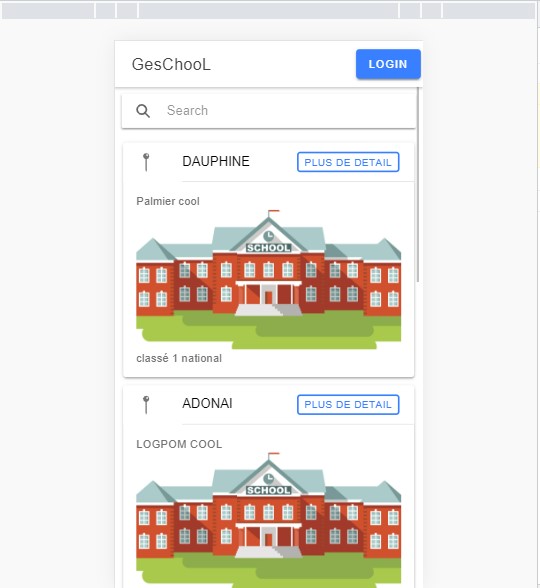 GesChooL
LOGIN
Search
DAUPHINE
PLUS DE DETAIL
Palmier cool
SCHOOL
classé 1 national
ADONAI
PLUS DE DETAIL
LOGPOM COOL
SCHOOL